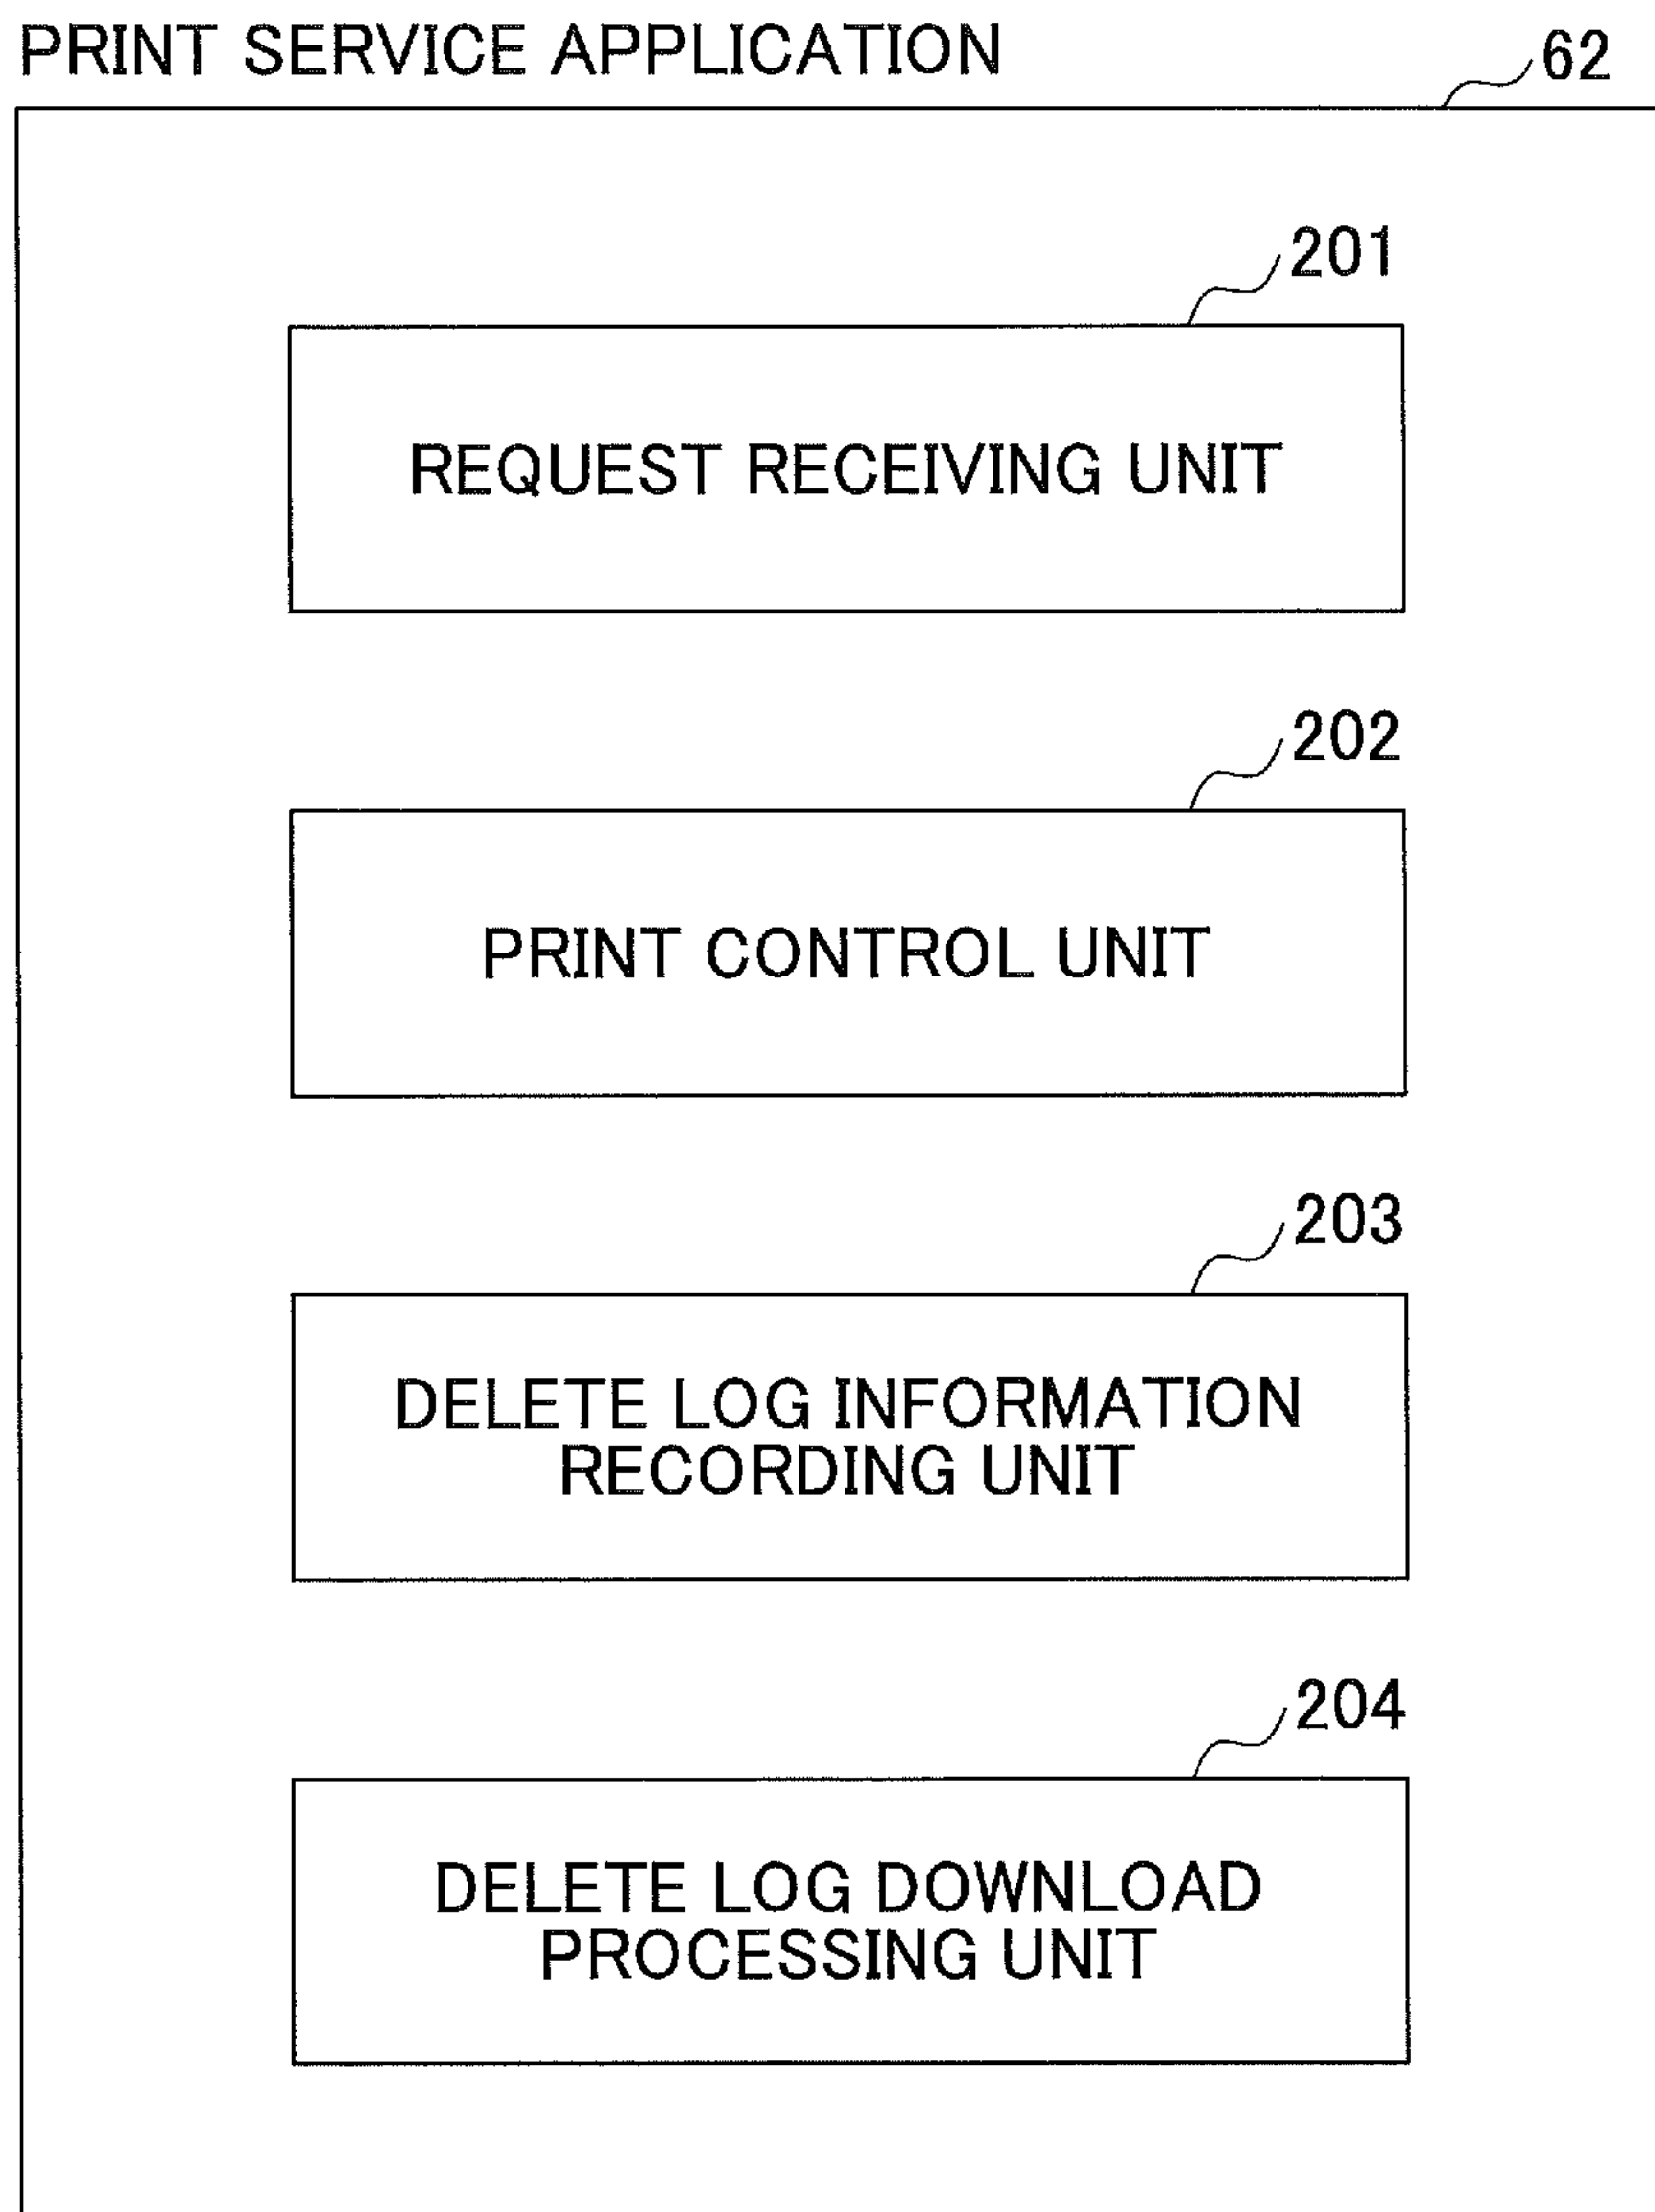 PRINT SERVICE APPLICATION
62
201
REQUEST RECEIVING UNIT
202
PRINT CONTROL UNIT
203
DELETE LOG INFORMATION
RECORDING UNIT
204
DELETE LOG DOWNLOAD
PROCESSING UNIT